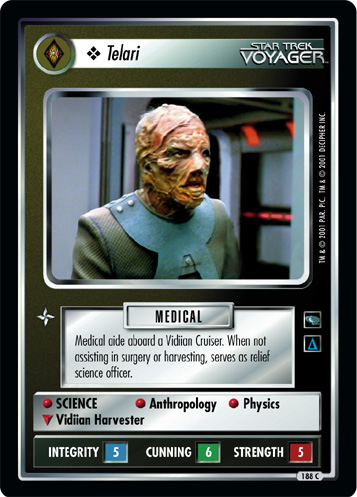 ❖ Telari
STAR TREK
VOYAGER™
TM & © 2001 PAR. PIC. TM & © 2001 DECIPHER INC.
MEDICAL
Medical aide aboard a Vidiian Cruiser. When not
assisting in surgery or harvesting, serves as relief
science officer.
Δ
SCIENCE Anthropology Physics
Vidiian Harvester
INTEGRITY 5 CUNNING 6 STRENGTH 5
188 C